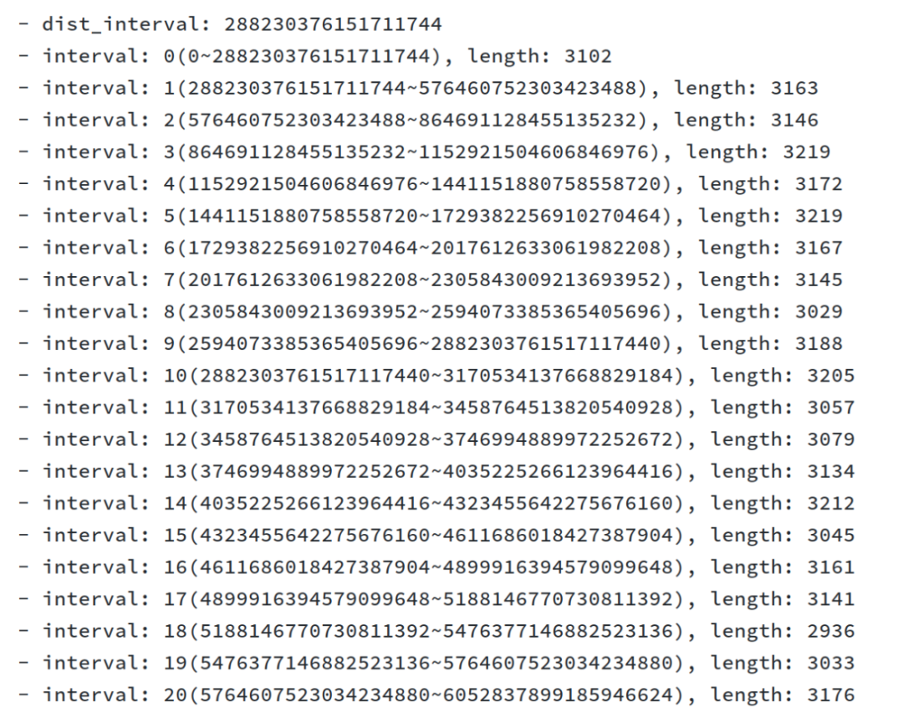 - dist_interval: 288230376151711744
- interval: 0(0~288230376151711744), length: 3102
- interval: 1(288230376151711744~576460752303423488), length: 3163
- interval: 2(576460752303423488~864691128455135232), length: 3146
- interval: 3(864691128455135232~1152921504606846976), length: 3219
- interval: 4(1152921504606846976~1441151880758558720), length: 3172
- interval: 5(1441151880758558720~1729382256910270464), length: 3219
- interval: 6(1729382256910270464~2017612633061982208), length: 3167
- interval: 7(2017612633061982208~2305843009213693952), length: 3145
- interval: 8(2305843009213693952~2594073385365405696), length: 3029
- interval: 9(2594073385365405696~2882303761517117440), length: 3188
- interval: 10(2882303761517117440~3170534137668829184), length: 3205
- interval: 11(3170534137668829184~3458764513820540928), length: 3057
- interval: 12(3458764513820540928~3746994889972252672), length: 3079
- interval: 13(3746994889972252672~4035225266123964416), length: 3134
- interval: 14(4035225266123964416~4323455642275676160), length: 3212
- interval: 15(4323455642275676160~4611686018427387904), length: 3045
- interval: 16(4611686018427387904~4899916394579099648), length: 3161
- interval: 17(4899916394579099648~5188146770730811392), length: 3141
- interval: 18(5188146770730811392~5476377146882523136), length: 2936
- interval: 19(5476377146882523136~5764607523034234880), length: 3033
- interval: 20(5764607523034234880~6052837899185946624), length: 3176